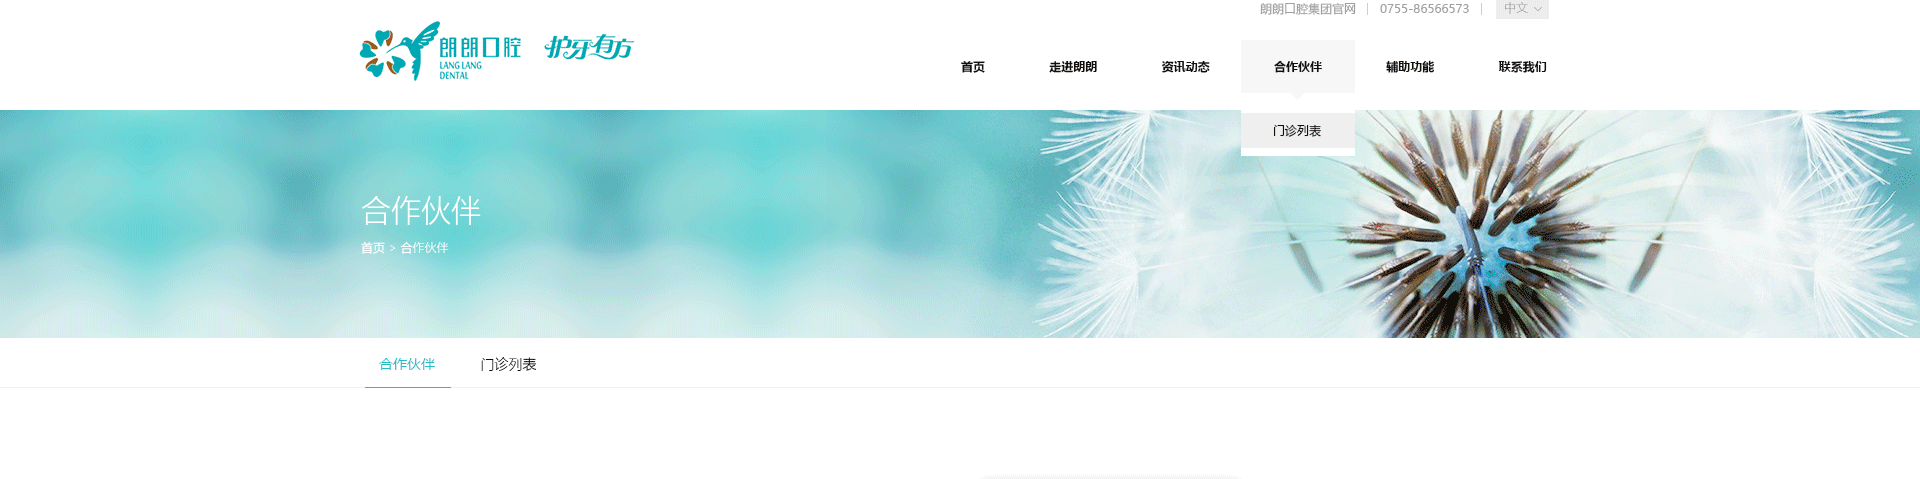 朗朗口腔集团官网 0755-86566573 中文
朗朗口腔 护牙有方
LANG LANG
DENTAL
首页 走进朗朗 资讯动态 合作伙伴 辅助功能 联系我们
门诊列表
合作伙伴
首页 > 合作伙伴
合作伙伴 门诊列表